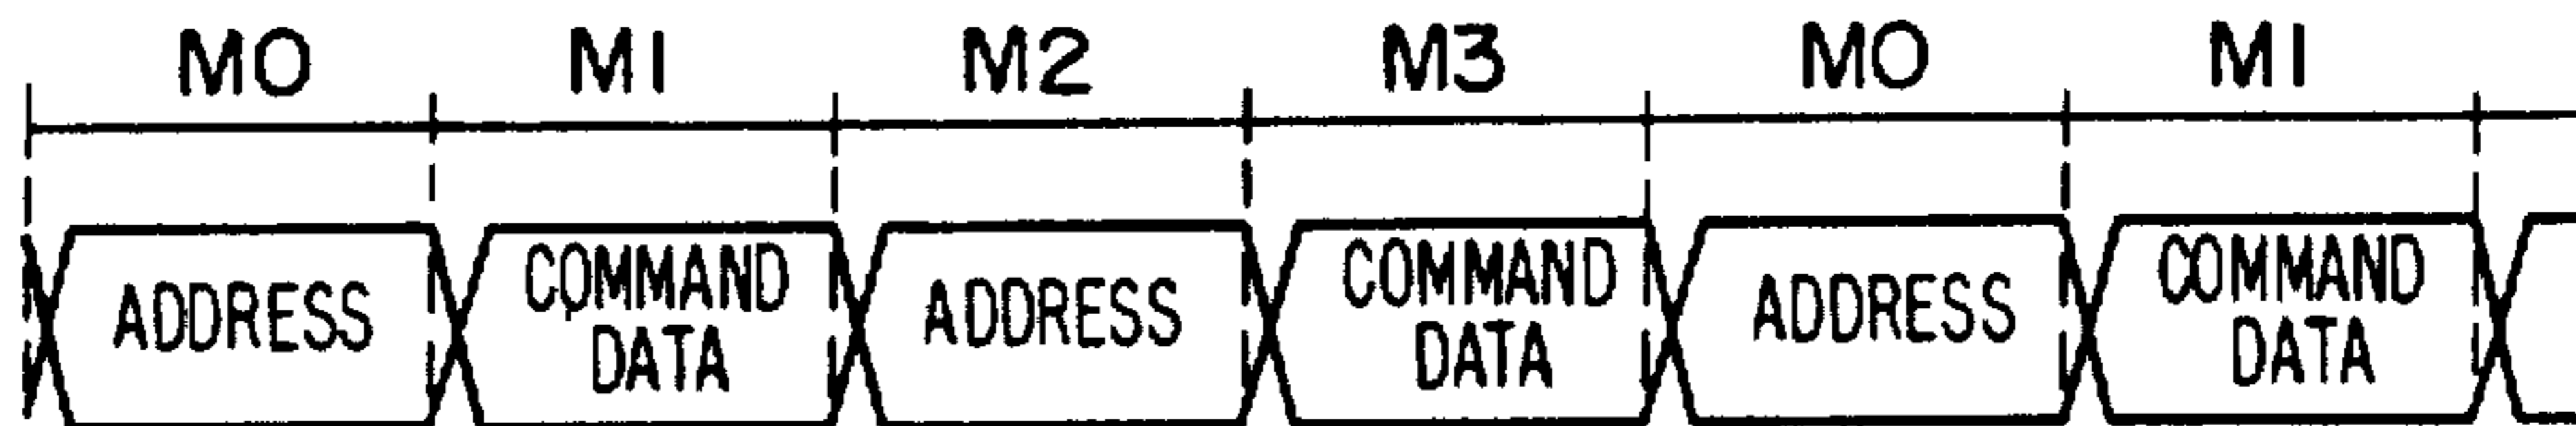 M0 M1 M2 M3 M0 M1
ADDRESS COMMAND DATA ADDRESS COMMAND DATA ADDRESS COMMAND DATA